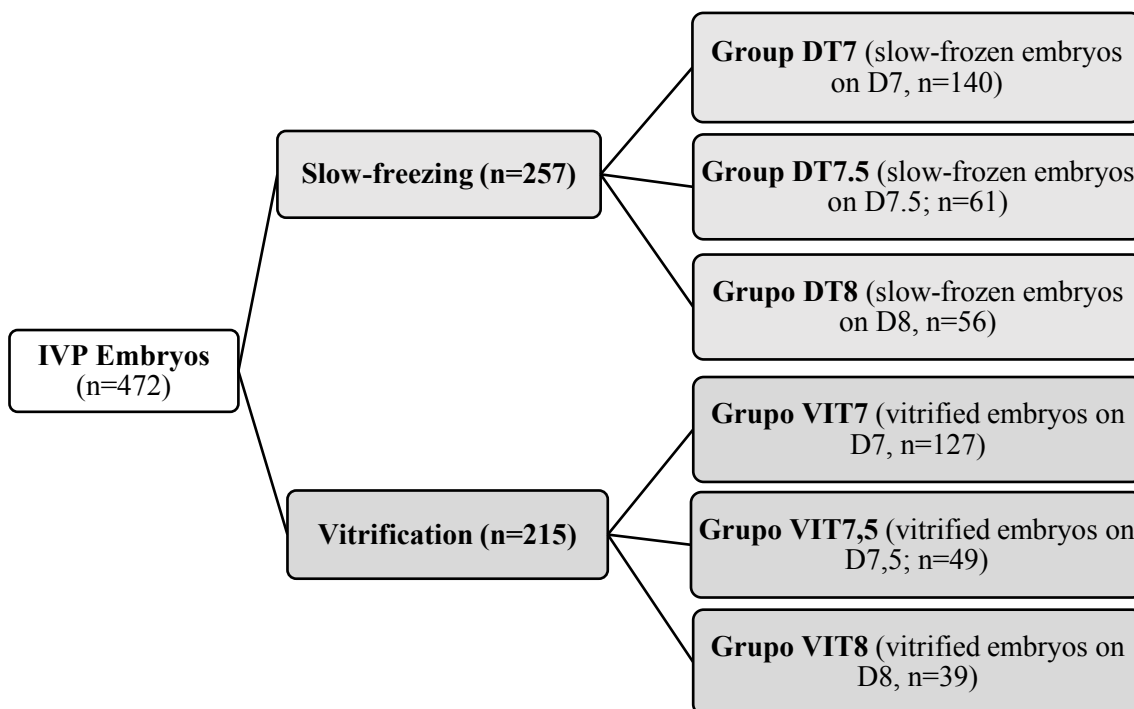 Group DT7 (slow-frozen embryos
on D7, n=140)
Slow-freezing (n=257)
Group DT7.5 (slow-frozen embryos
on D7.5; n=61)
Grupo DT8 (slow-frozen embryos
on D8, n=56)
IVP Embryos
(n=472)
Grupo VIT7 (vitrified embryos on
D7, n=127)
Vitrification (n=215)
Grupo VIT7,5 (vitrified embryos on
D7,5; n=49)
Grupo VIT8 (vitrified embryos on
D8, n=39)